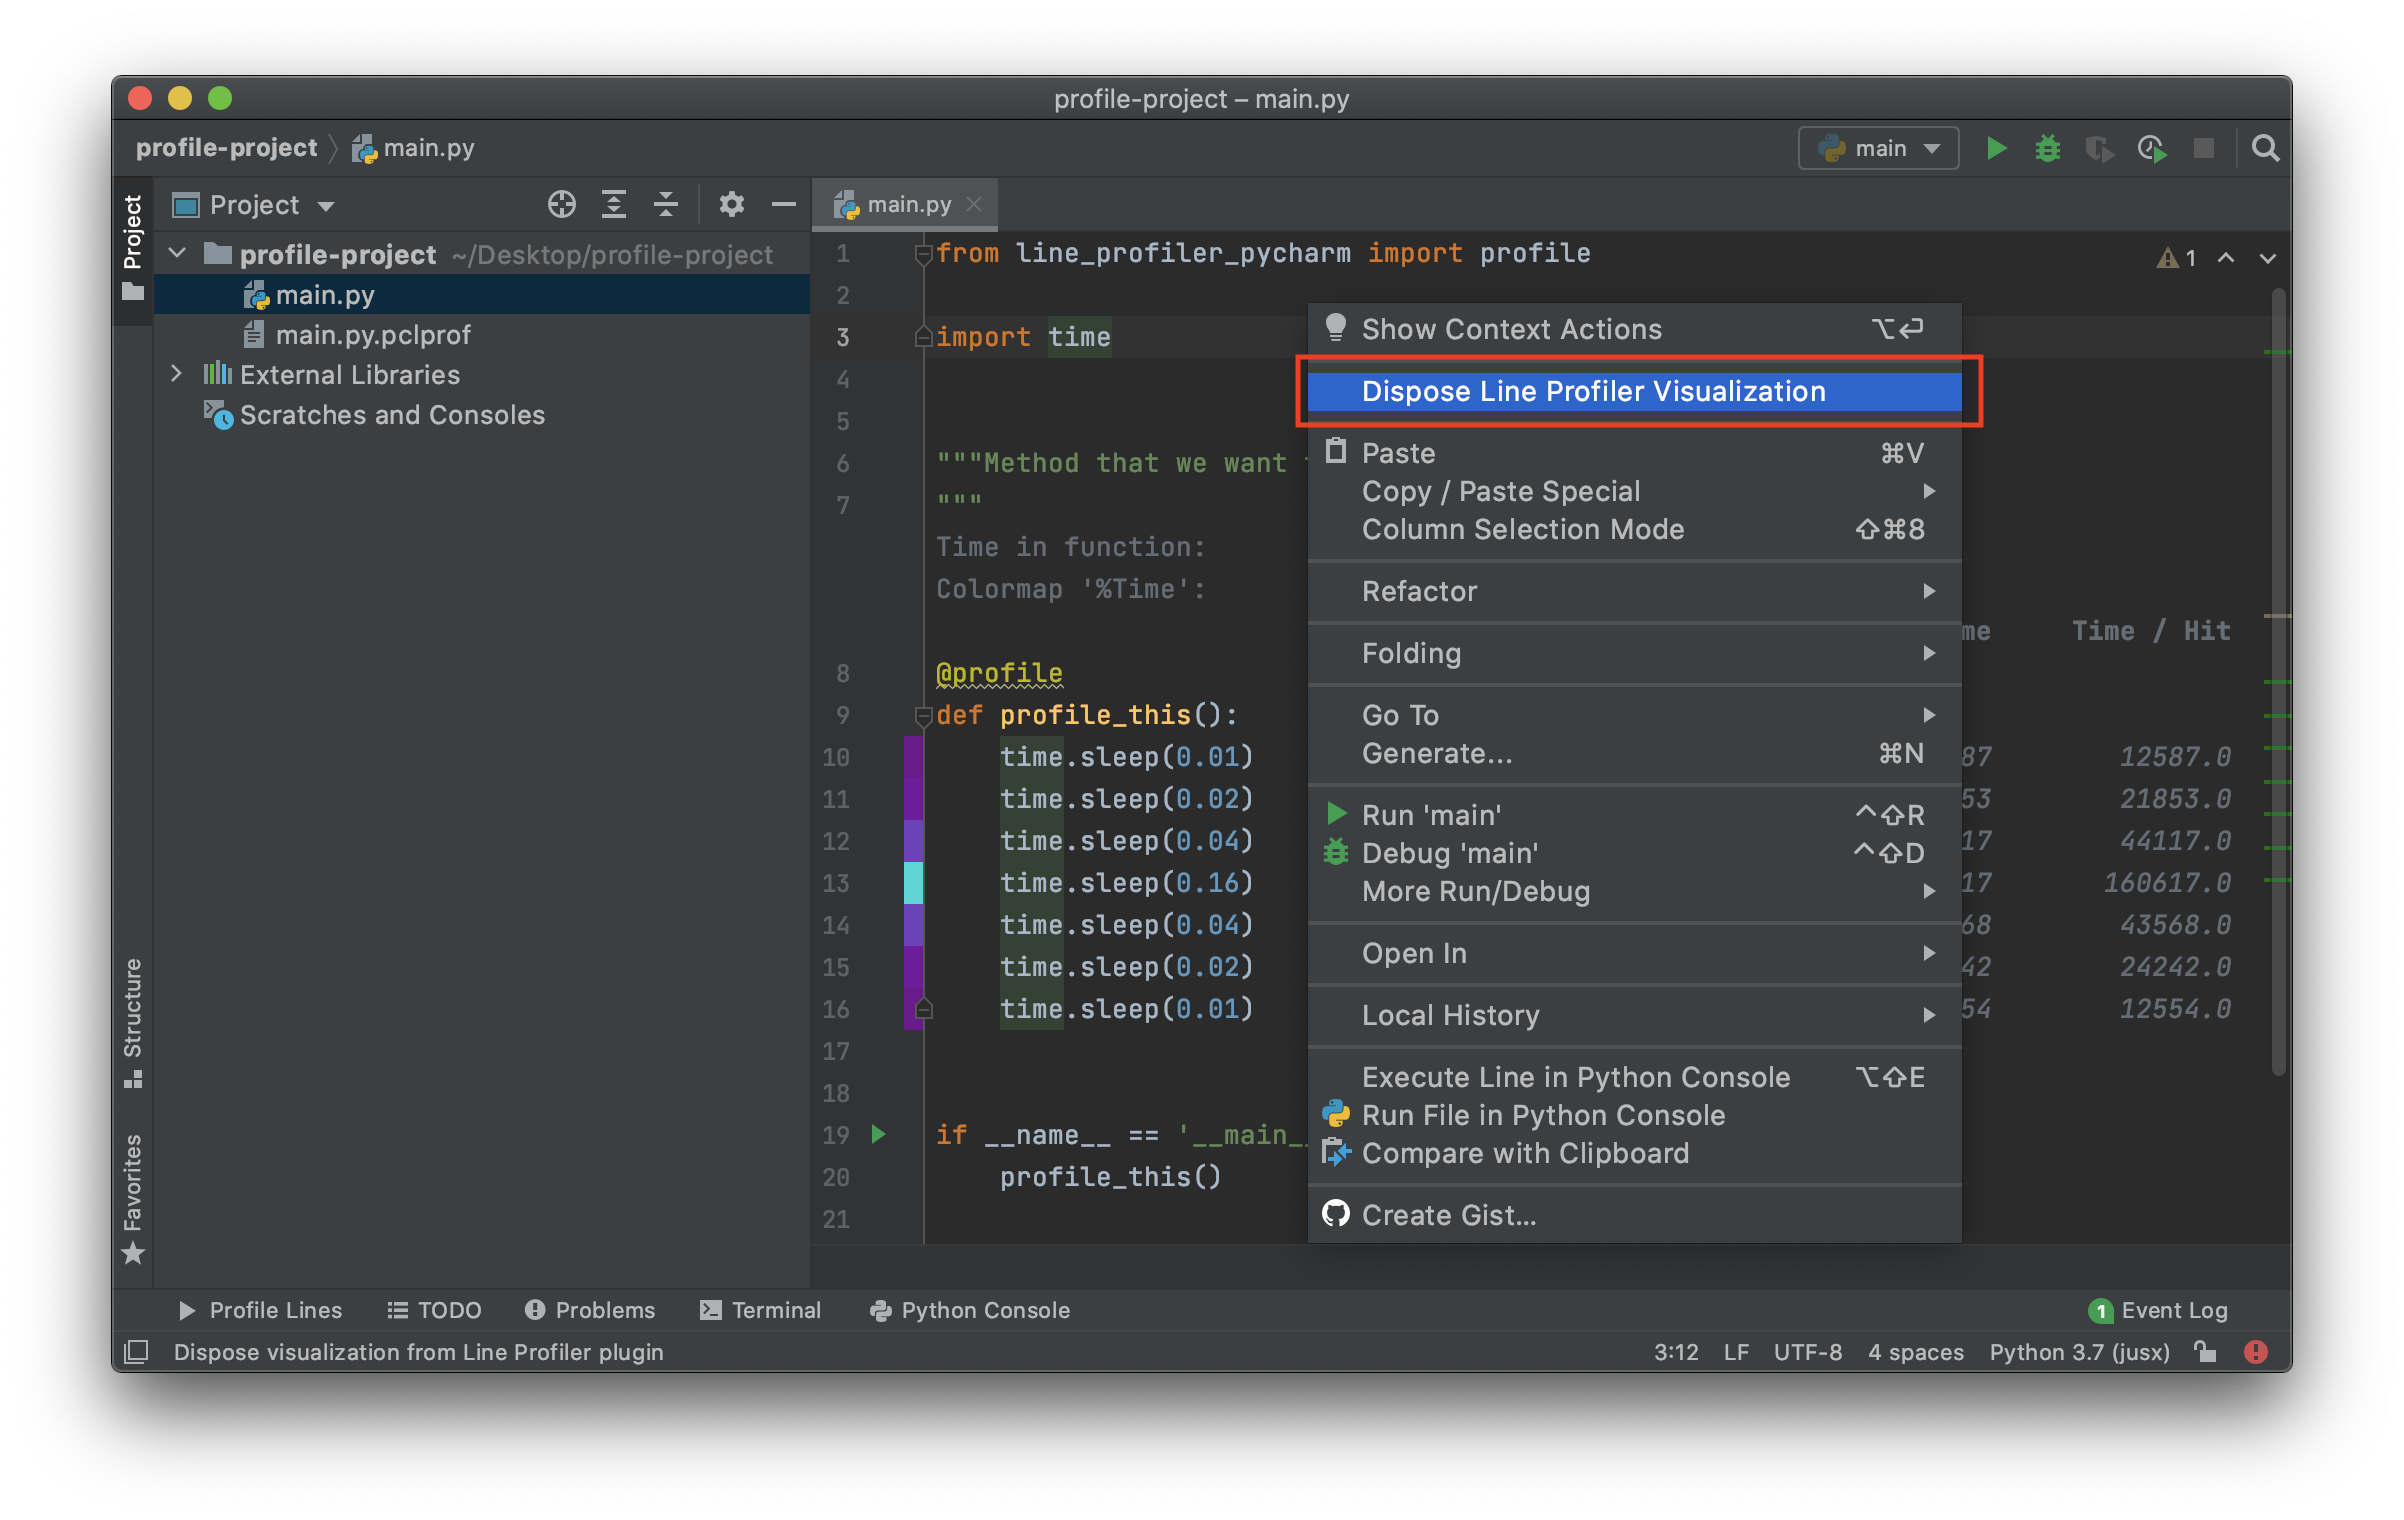 profile-project – main.py
profile-project main.py
main
Project
Project
main.py
profile-project ~/Desktop/profile-project
main.py
main.py.pclprof
External Libraries
Scratches and Consoles
Structure
Favorites
1 from line_profiler_pycharm import profile
1
2
3 import time
4
5
6 """Method that we want
7 """
Time in function:
Colormap '%Time':
me Time / Hit
8 @profile
9 def profile_this():
10 time.sleep(0.01) 87 12587.0
11 time.sleep(0.02) 53 21853.0
12 time.sleep(0.04) 17 44117.0
13 time.sleep(0.16) 17 160617.0
14 time.sleep(0.04) 68 43568.0
15 time.sleep(0.02) 42 24242.0
16 time.sleep(0.01) 54 12554.0
17
18
19 if __name__ == '__main_
20 profile_this()
21
Show Context Actions ⌥⏎
Dispose Line Profiler Visualization
Paste ⌘V
Copy / Paste Special
Column Selection Mode ⇧⌘8
Refactor
Folding
Go To
Generate... ⌘N
Run 'main' ^⇧R
Debug 'main' ^⇧D
More Run/Debug
Open In
Local History
Execute Line in Python Console ⌥⇧E
Run File in Python Console
Compare with Clipboard
Create Gist...
Profile Lines TODO Problems Terminal Python Console 1 Event Log
Dispose visualization from Line Profiler plugin 3:12 LF UTF-8 4 spaces Python 3.7 (jusx)